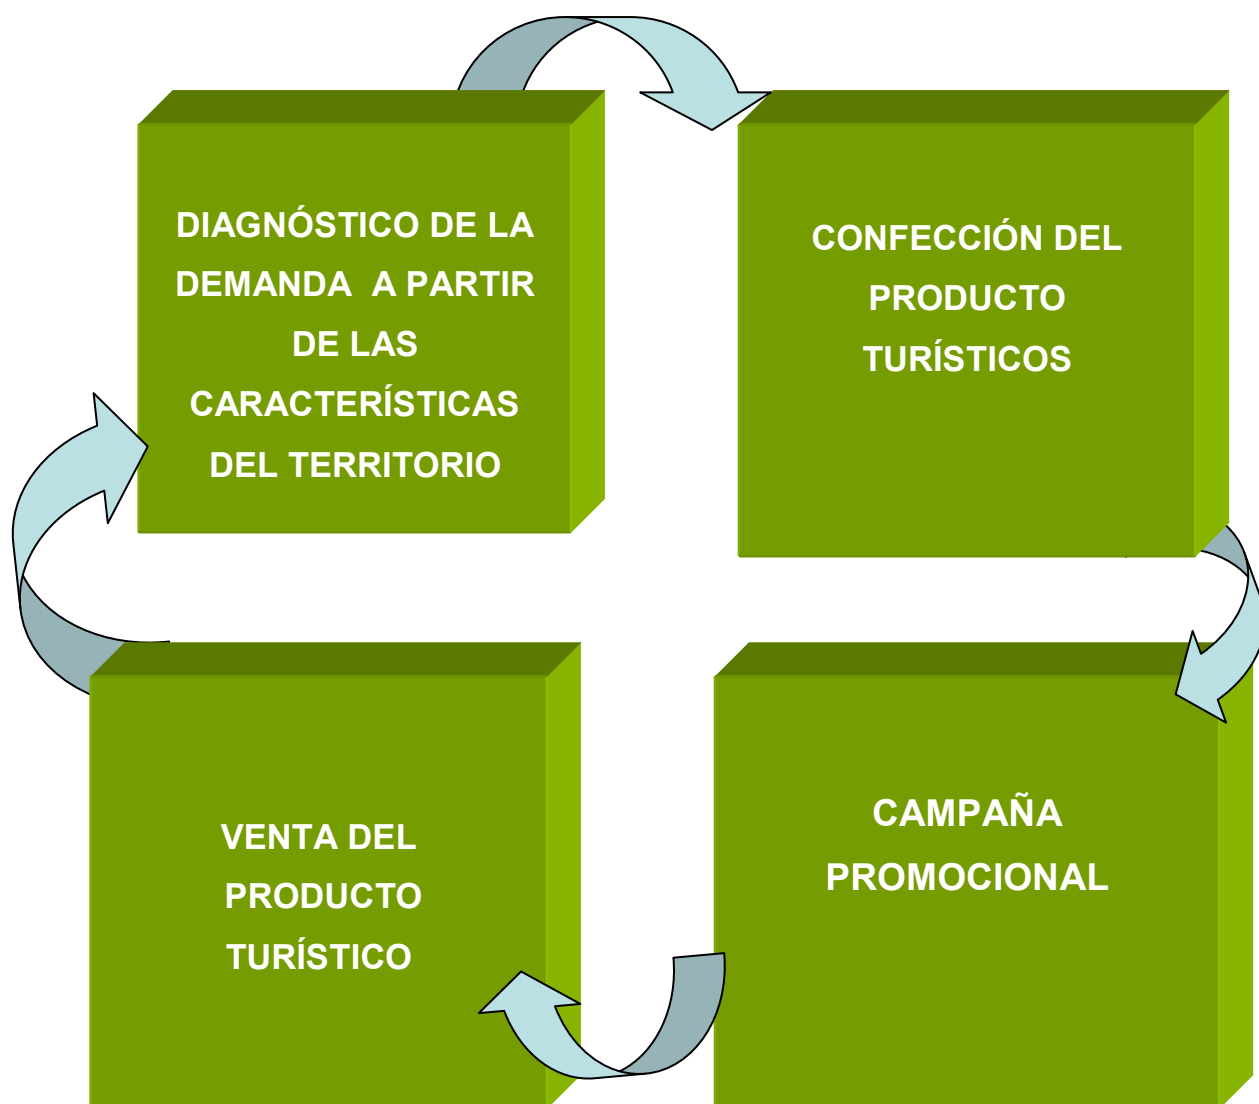 DIAGNÓSTICO DE LA
DEMANDA A PARTIR
DE LAS
CARACTERÍSTICAS
DEL TERRITORIO
CONFECCIÓN DEL
PRODUCTO
TURÍSTICOS
CAMPAÑA
PROMOCIONAL
VENTA DEL
PRODUCTO
TURÍSTICO